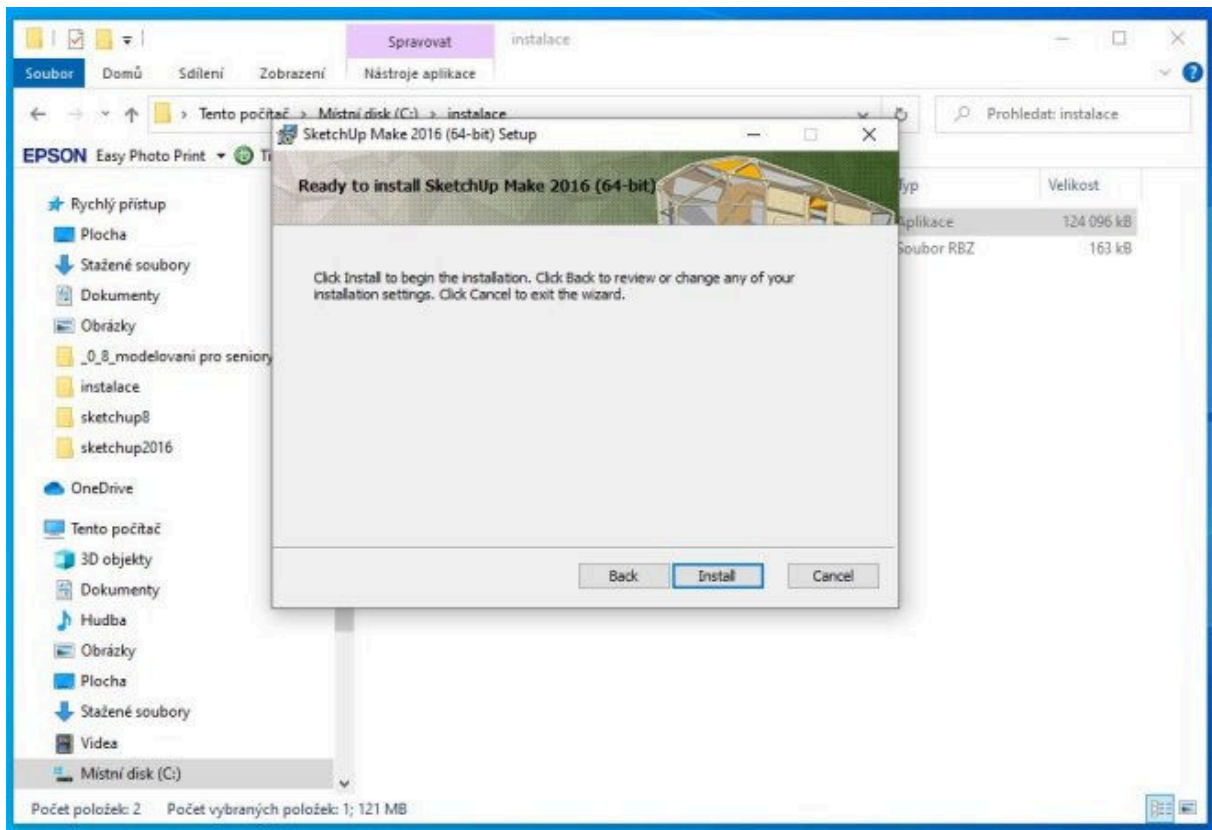 Spravovat
instalace
Soubor Domů Sdílení Zobrazení Nástroje aplikace
Tento počítač › Místní disk (C:) › instalace
Prohledat: instalace
EPSON Easy Photo Print
SketchUp Make 2016 (64-bit) Setup
Ready to install SketchUp Make 2016 (64-bit)
Click Install to begin the installation. Click Back to review or change any of your
installation settings. Click Cancel to exit the wizard.
Back Install Cancel
Velikost
Aplikace 124 096 kB
Soubor RBZ 163 kB
Rychlý přístup
Plocha
Stažené soubory
Dokumenty
Obrázky
_0_8_modelovani pro seniory
instalace
sketchup8
sketchup2016
OneDrive
Tento počítač
3D objekty
Dokumenty
Hudba
Obrázky
Plocha
Stažené soubory
Videa
Místní disk (C:)
Počet položek: 2 Počet vybraných položek: 1; 121 MB